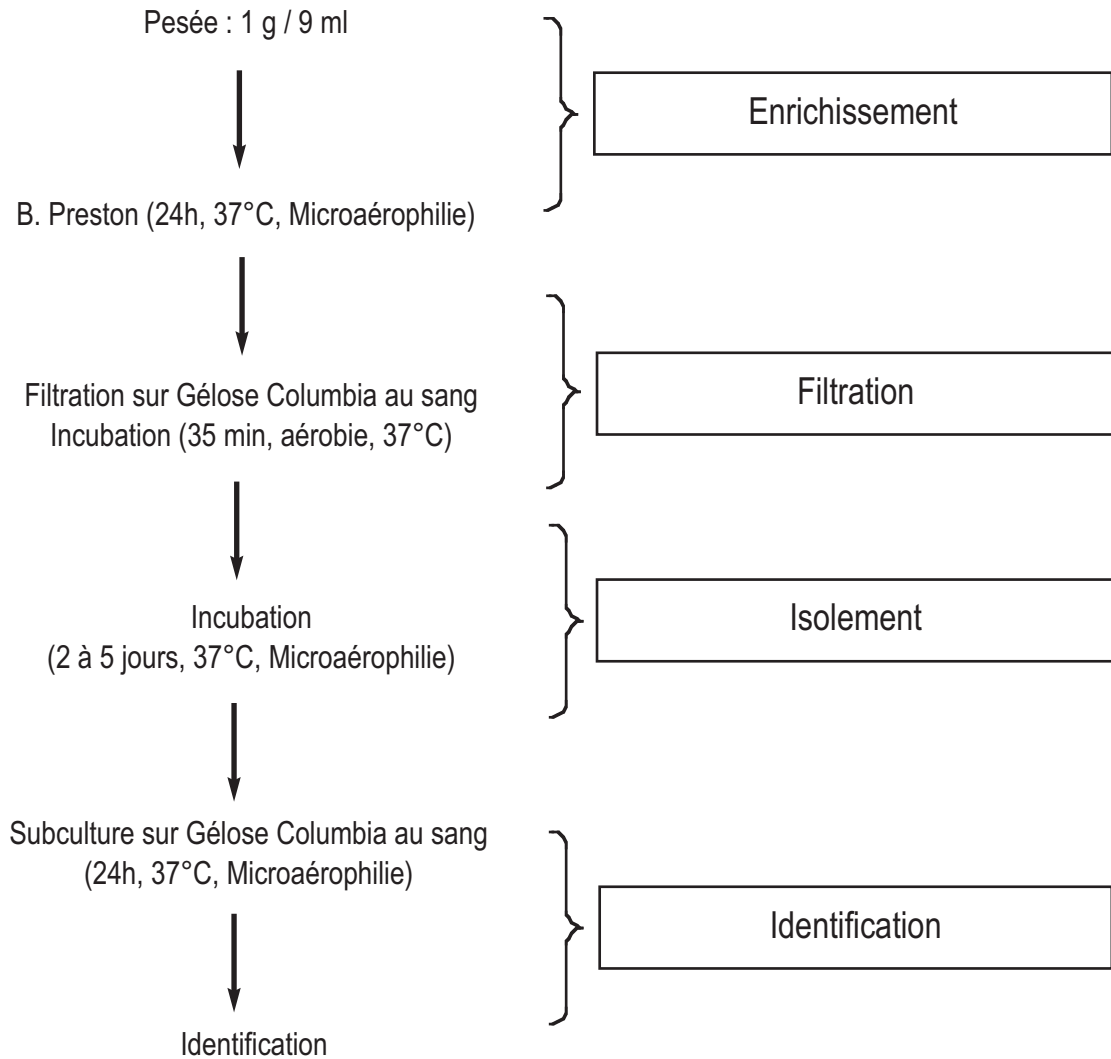 Pesée : 1 g / 9 ml
Enrichissement
B. Preston (24h, 37°C, Microaérophilie)
Filtration sur Gélose Columbia au sang
Incubation (35 min, aérobie, 37°C)
Filtration
Incubation
(2 à 5 jours, 37°C, Microaérophilie)
Isolement
Subculture sur Gélose Columbia au sang
(24h, 37°C, Microaérophilie)
Identification
Identification